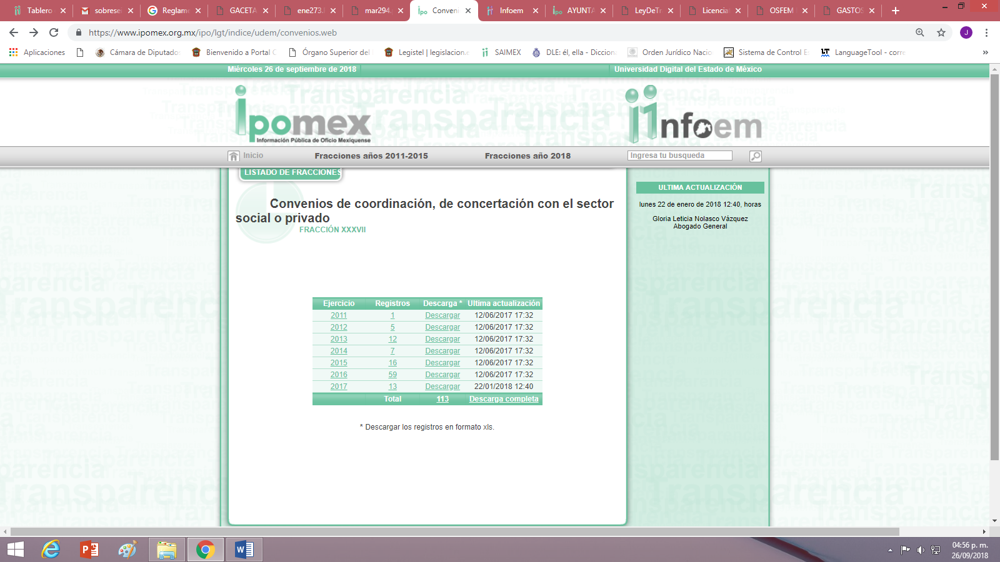 Tablero
sobrese
Reglame
GACETA
ene273.
mar294.
Conveni
Infoem
AYUNTA
LeyDeTr
Licencia
OSFEM
GASTOS
https://www.ipomex.org.mx/ipo/lgt/indice/udem/convenios.web
J
Aplicaciones
Cámara de Diputado
Bienvenido a Portal
Órgano Superior del
Legistel | legislacion.e
SAIMEX
DLE: él, ella - Diccion
Orden Jurídico Nacio
Sistema de Control E
LanguageTool - corre
Miércoles 26 de septiembre de 2018
Universidad Digital del Estado de México
ipomex
Información Pública de Oficio Mexiquense
infoem
Inicio
Fracciones años 2011-2015
Fracciones año 2018
Ingresa tu busqueda
LISTADO DE FRACCIONES
Convenios de coordinación, de concertación con el sector
social o privado
FRACCIÓN XXXVII
ULTIMA ACTUALIZACIÓN
lunes 22 de enero de 2018 12:40, horas
Gloria Leticia Nolasco Vázquez
Abogado General
Ejercicio Registros Descarga * Ultima actualización
2011 1 Descargar 12/06/2017 17:32
2012 5 Descargar 12/06/2017 17:32
2013 12 Descargar 12/06/2017 17:32
2014 7 Descargar 12/06/2017 17:32
2015 16 Descargar 12/06/2017 17:32
2016 59 Descargar 12/06/2017 17:32
2017 13 Descargar 22/01/2018 12:40
Total 113 Descarga completa
* Descargar los registros en formato xls.
04:56 p. m.
26/09/2018